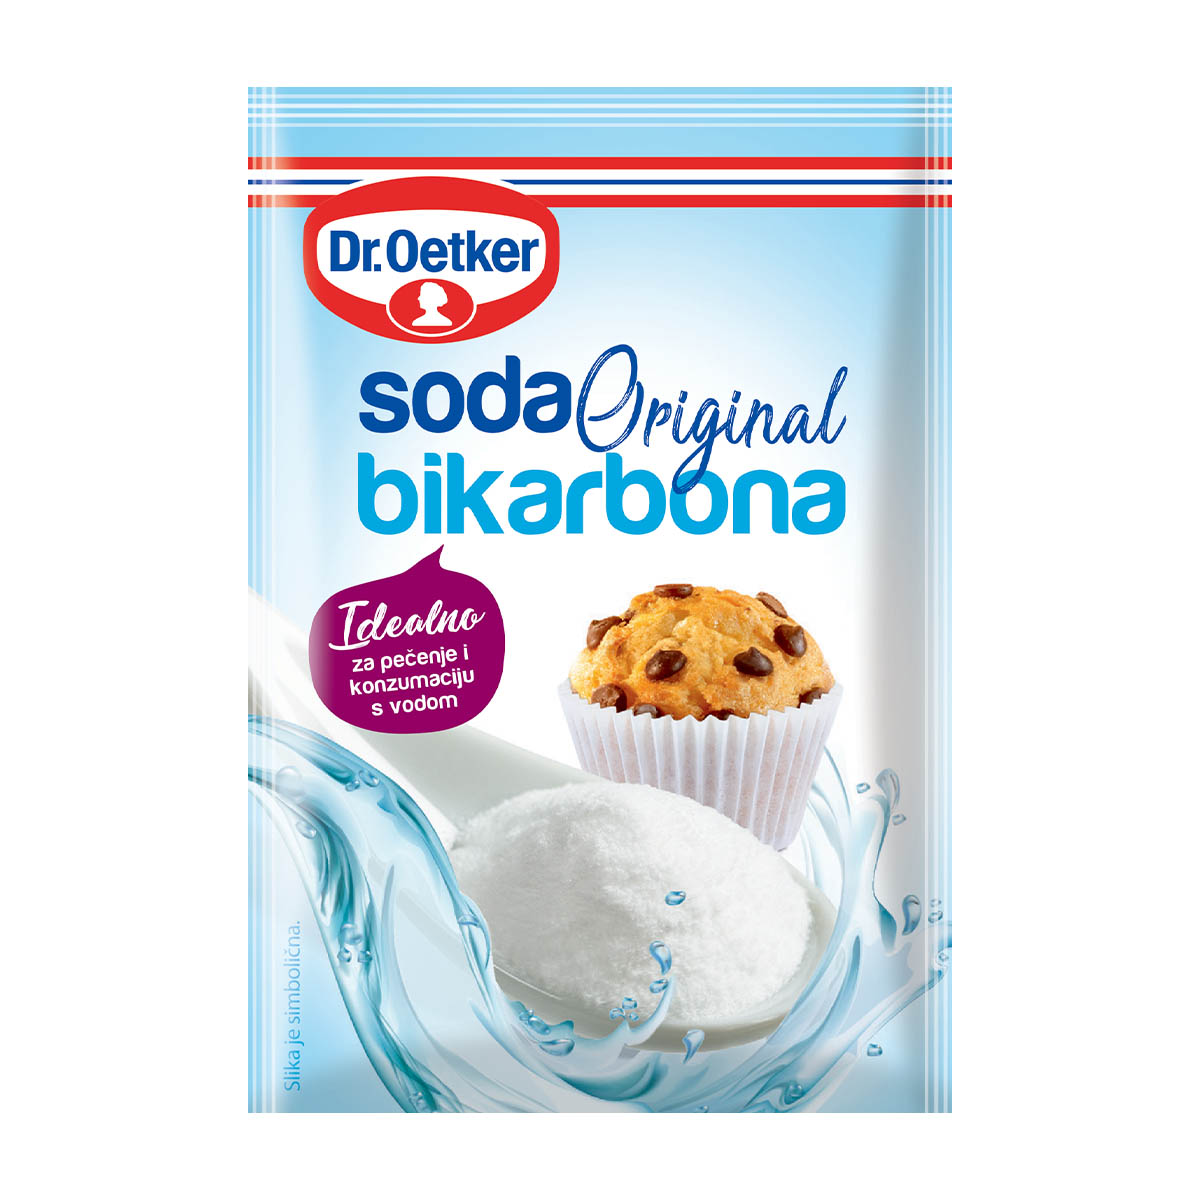 Dr.Oetker
soda Original
bikarbona
Idealno
za pečenje i
konzumaciju
s vodom
Slika je simbolična.